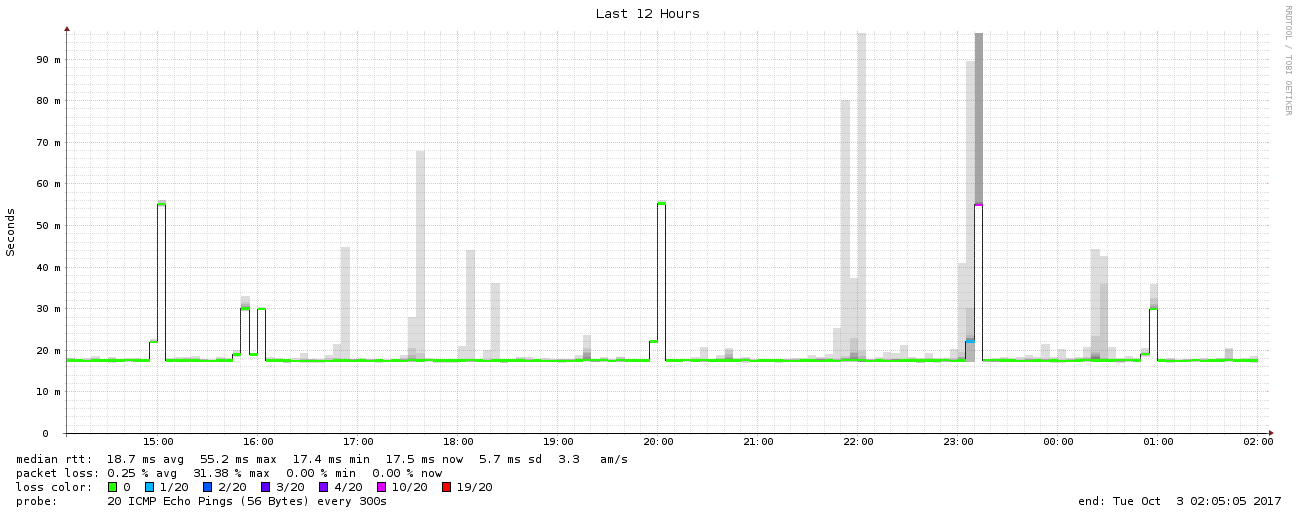 Last 12 Hours
RRDTOOL / TOBI OETIKER
Seconds
90 m
80 m
70 m
60 m
50 m
40 m
30 m
20 m
10 m
0
15:00 16:00 17:00 18:00 19:00 20:00 21:00 22:00 23:00 00:00 01:00 02:00
median rtt: 18.7 ms avg 55.2 ms max 17.4 ms min 17.5 ms now 5.7 ms sd 3.3 am/s
packet loss: 0.25 % avg 31.38 % max 0.00 % min 0.00 % now
loss color: 0 1/20 2/20 3/20 4/20 10/20 19/20
probe: 20 ICMP Echo Pings (56 Bytes) every 300s end: Tue Oct 3 02:05:05 2017